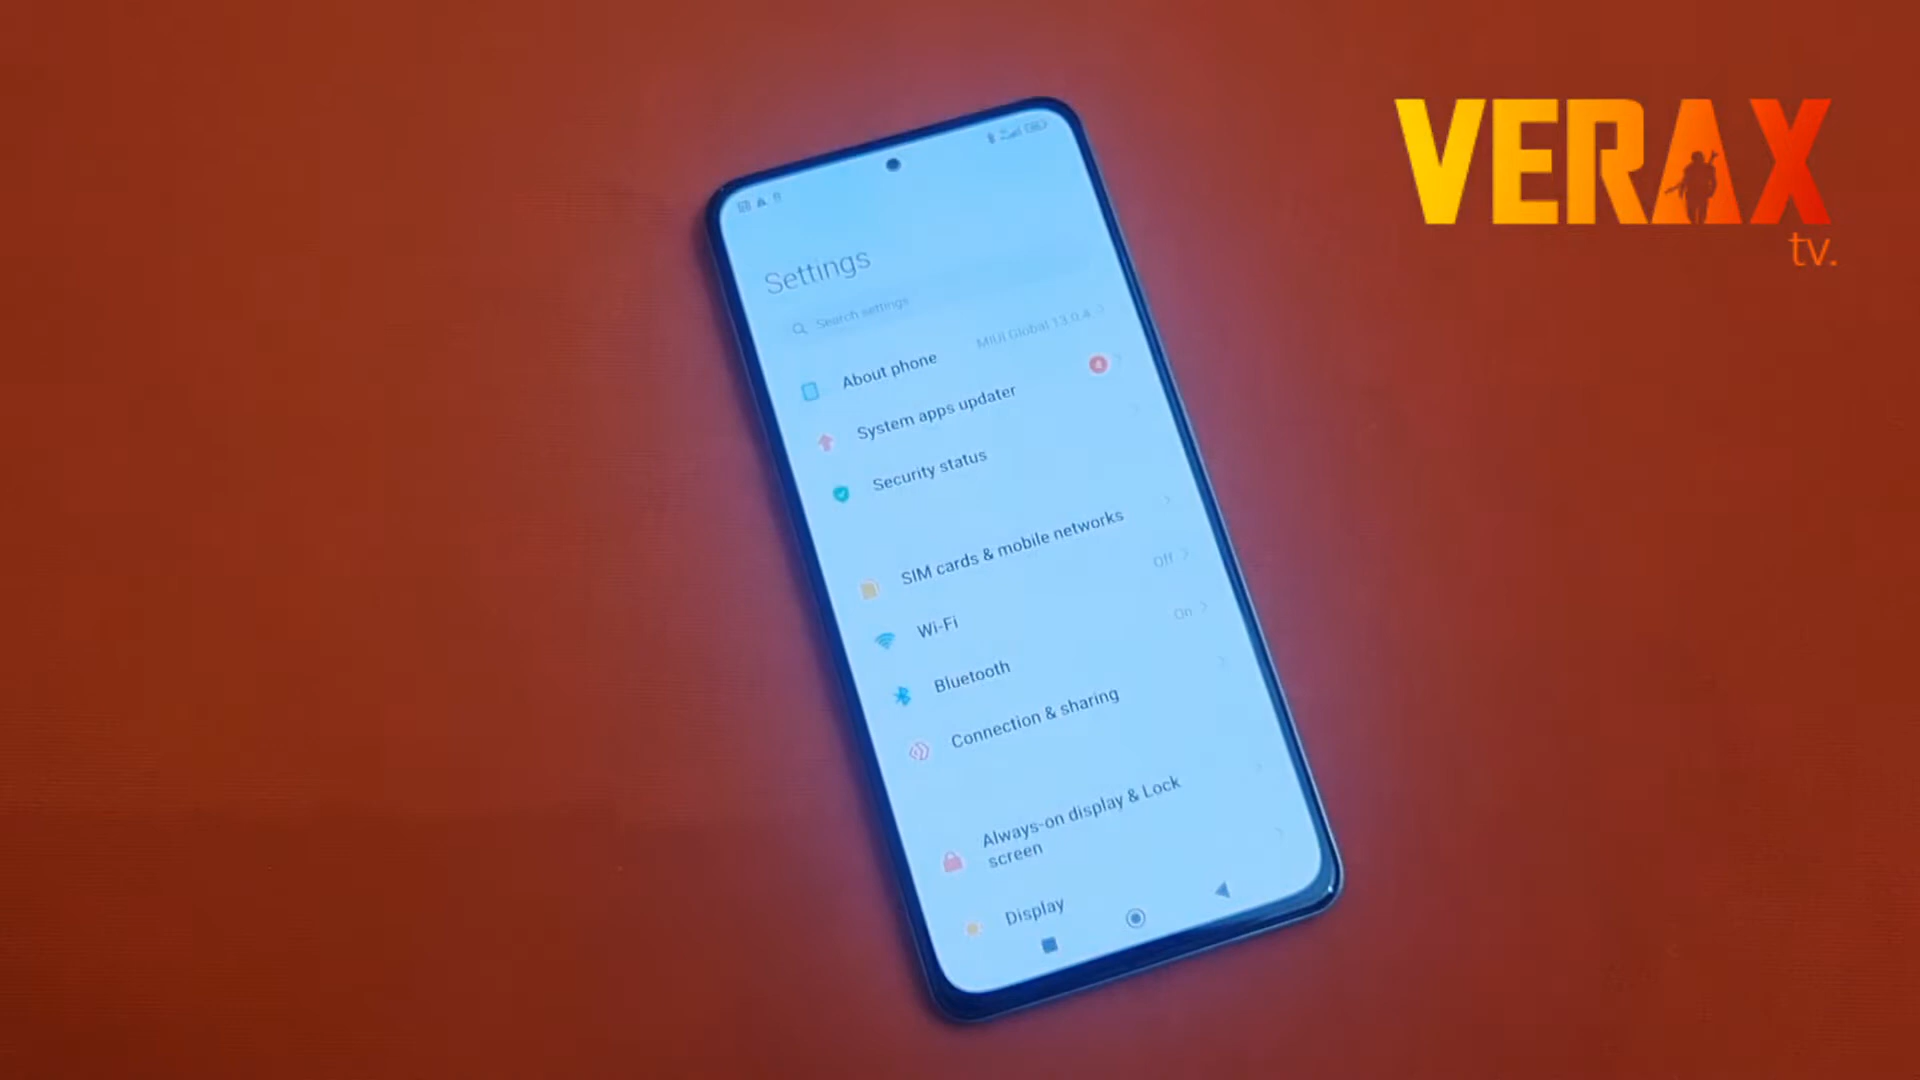 VERAX
tv.
Settings
Search settings
About phone MIUI Global 13.0.4
System apps updater 4
Security status
SIM cards & mobile networks
Wi-Fi Off
Bluetooth On
Connection & sharing
Always-on display & Lock
screen
Display